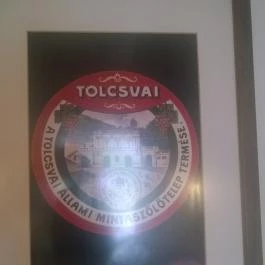 TOLCSVAI
A TOLCSVAI ÁLLAMI MINTASZŐLŐTELEP TERMÉSE.